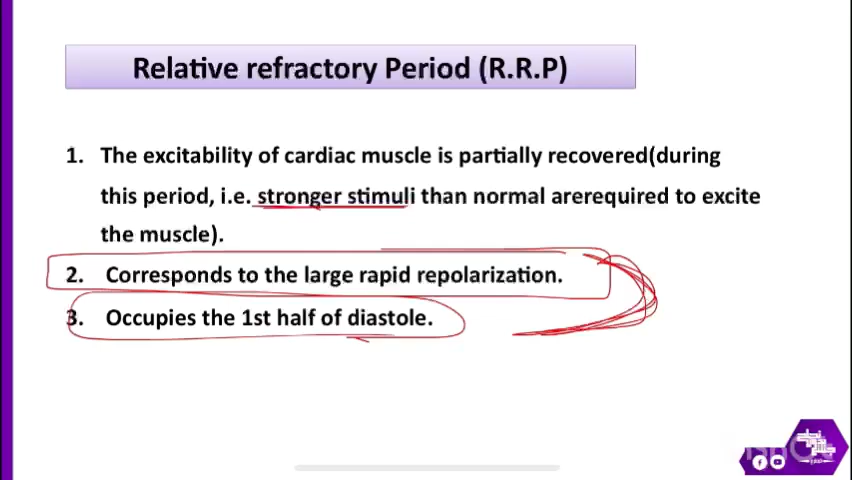 Relative refractory Period (R.R.P)
1. The excitability of cardiac muscle is partially recovered(during
this period, i.e. stronger stimuli than normal arerequired to excite
the muscle).
2. Corresponds to the large rapid repolarization.
3. Occupies the 1st half of diastole.